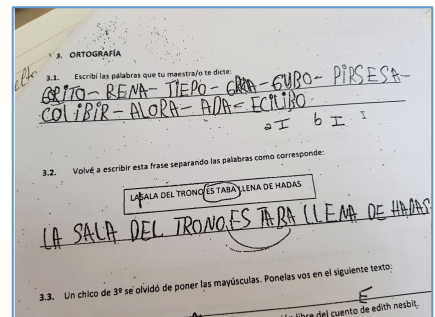 3. ORTOGRAFÍA
3.1. Escribí las palabras que tu maestra/o te dicte:
GRITO - RENA - TIEPO - - GUBO - PIRSESA -
COLIBIR - ALORA - ADA - ECILIRO
a I b I
3.2. Volvé a escribir esta frase separando las palabras como corresponde:
LASALA DEL TRONO ES TABA LLENA DE HADAS
LA SALA DEL TRONO ES TABA LLENA DE HADAS
3.3. Un chico de 3º se olvidó de poner las mayúsculas. Ponelas vos en el siguiente texto:
E
libre del cuento de edith nesbit.